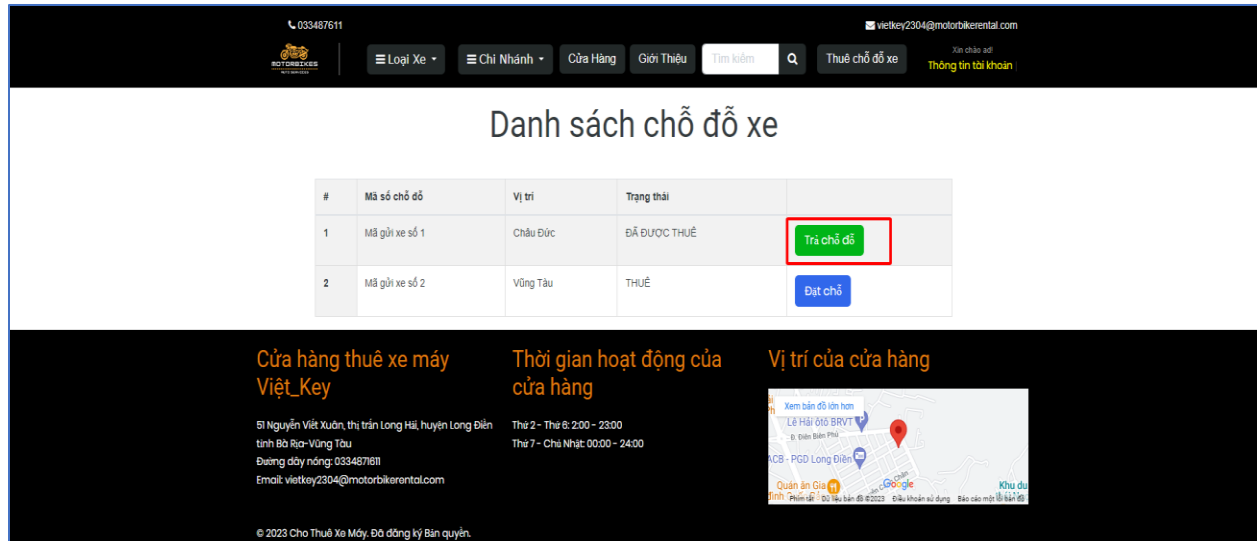 033487611
vietkey2304@motorbikerental.com
MOTORBIKES
Loại Xe
Chi Nhánh
Cửa Hàng
Giới Thiệu
Tìm kiếm
Thuê chỗ đỗ xe
Xin chào ad!
Thông tin tài khoản
Danh sách chỗ đỗ xe
# Mã số chỗ đỗ Vị trí Trạng thái
1 Mã gửi xe số 1 Châu Đức ĐÃ ĐƯỢC THUÊ Trả chỗ đỗ
2 Mã gửi xe số 2 Vũng Tàu THUÊ Đặt chỗ
Cửa hàng thuê xe máy
Việt_Key
51 Nguyễn Viết Xuân, thị trấn Long Hải, huyện Long Điền
tỉnh Bà Rịa-Vũng Tàu
Đường dây nóng: 0334871611
Email: vietkey2304@motorbikerental.com
© 2023 Cho Thuê Xe Máy. Đã đăng ký Bản quyền.
Thời gian hoạt động của
cửa hàng
Thứ 2 - Thứ 6: 2:00 - 23:00
Thứ 7 - Chủ Nhật: 00:00 - 24:00
Vị trí của cửa hàng
Xem bản đồ lớn hơn
Lê Hải ôtô BRVT
Đ. Điện Biên Phủ
ACB - PGD Long Điền
Quán ăn Gia
Google
Khu du
Phím tắt Dữ liệu bản đồ ©2023 Điều khoản sử dụng Báo cáo một lỗi bản đồ